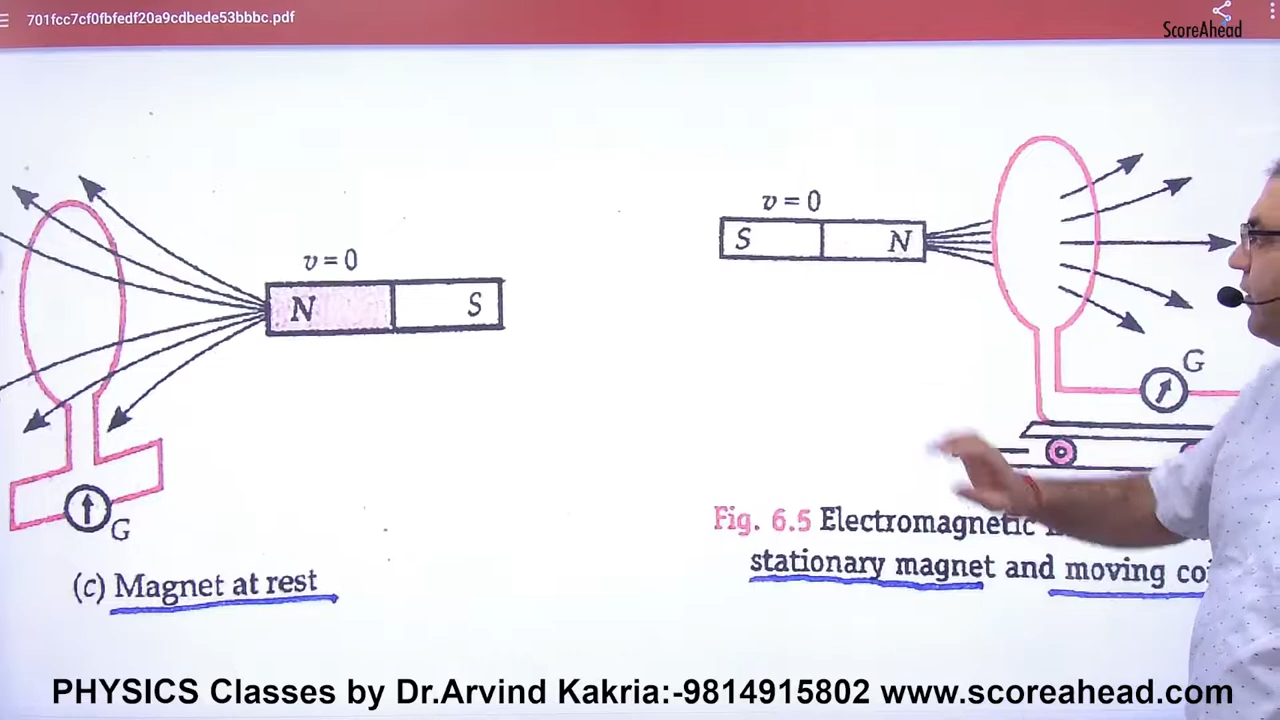 701fcc7cf0fbfedf20a9cdbede53bbbc.pdf
ScoreAhead
v = 0
N S
G
(c) Magnet at rest
v = 0
S N
G
Fig. 6.5 Electromagnetic
stationary magnet and moving
PHYSICS Classes by Dr.Arvind Kakria:-9814915802 www.scoreahead.com